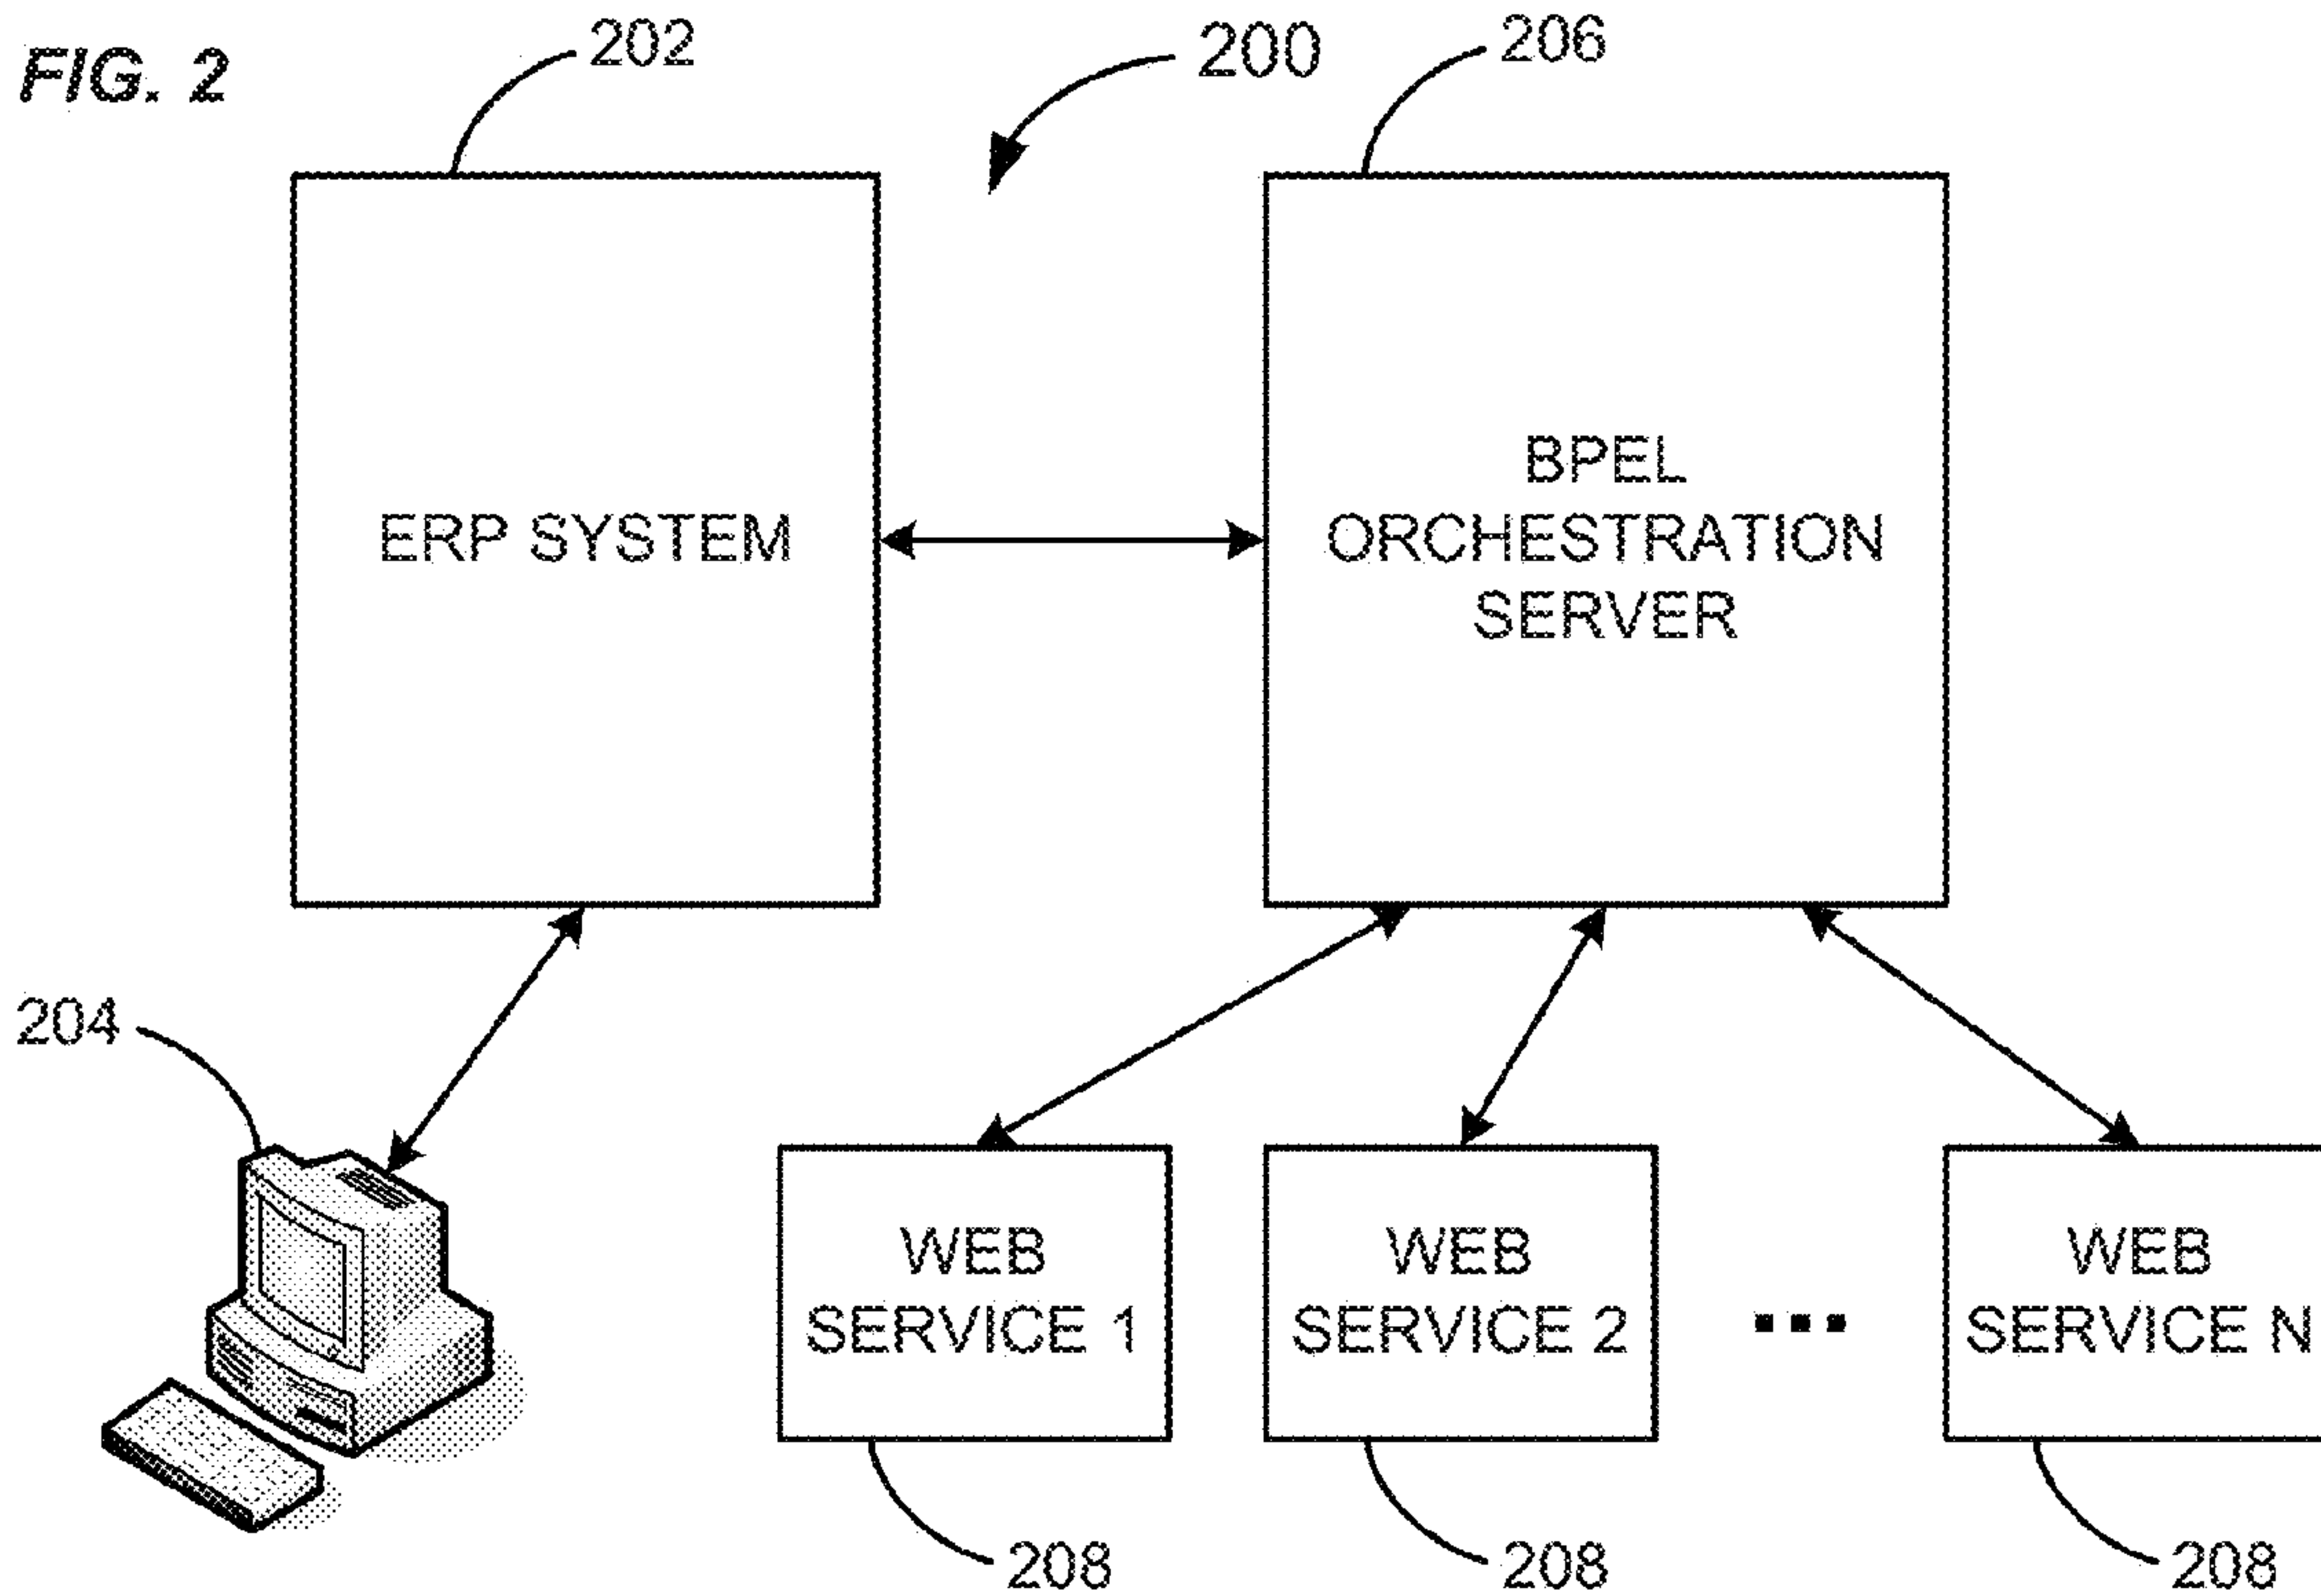 FIG. 2
202
200
206
ERP SYSTEM
BPEL
ORCHESTRATION
SERVER
204
WEB
SERVICE 1
WEB
SERVICE 2
...
WEB
SERVICE N
208
208
208